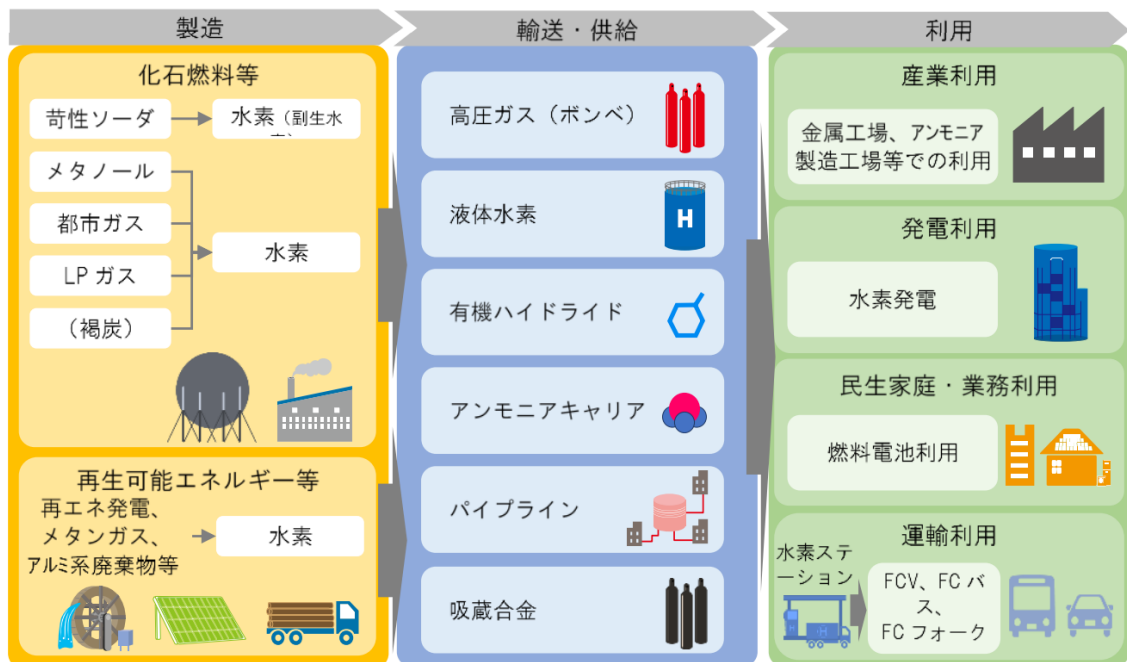 製造
輸送・供給
利用
化石燃料等
苛性ソーダ
水素（副生水
メタノール
都市ガス
LP ガス
（褐炭）
水素
再生可能エネルギー等
再エネ発電、
メタンガス、
アルミ系廃棄物等
水素
高圧ガス（ボンベ）
液体水素
H
有機ハイドライド
アンモニアキャリア
パイプライン
吸蔵合金
産業利用
金属工場、アンモニア
製造工場等での利用
発電利用
水素発電
民生家庭・業務利用
燃料電池利用
運輸利用
水素ステ
ーション
FCV、FC バ
ス、
FC フォーク